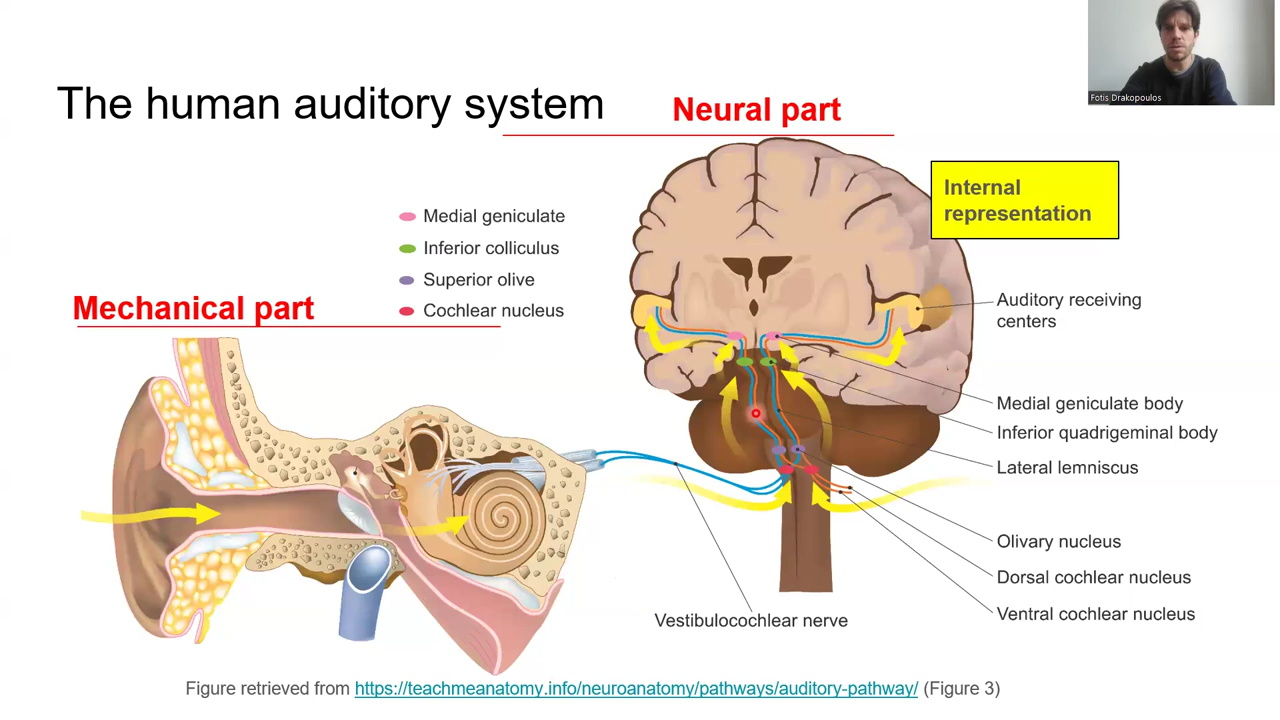 Fotis Drakopoulos
The human auditory system
Neural part
Internal
representation
Medial geniculate
Inferior colliculus
Superior olive
Cochlear nucleus
Mechanical part
Auditory receiving
centers
Medial geniculate body
Inferior quadrigeminal body
Lateral lemniscus
Olivary nucleus
Dorsal cochlear nucleus
Ventral cochlear nucleus
Vestibulocochlear nerve
Figure retrieved from https://teachmeanatomy.info/neuroanatomy/pathways/auditory-pathway/ (Figure 3)